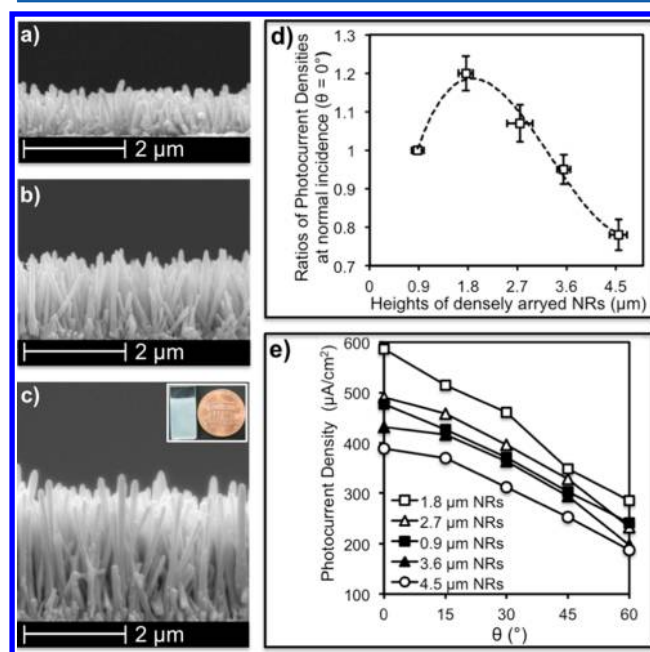 a)
2 µm
b)
2 µm
c)
2 µm
d)
Ratios of Photocurrent Densities
at normal incidence (θ = 0°)
1.3
1.2
1.1
1
0.9
0.8
0.7
0 0.9 1.8 2.7 3.6 4.5
Heights of densely arryed NRs (µm)
e)
Photocurrent Density (µA/cm²)
600
500
400
300
200
100
1.8 µm NRs
2.7 µm NRs
0.9 µm NRs
3.6 µm NRs
4.5 µm NRs
0 15 30 45 60
θ (°)